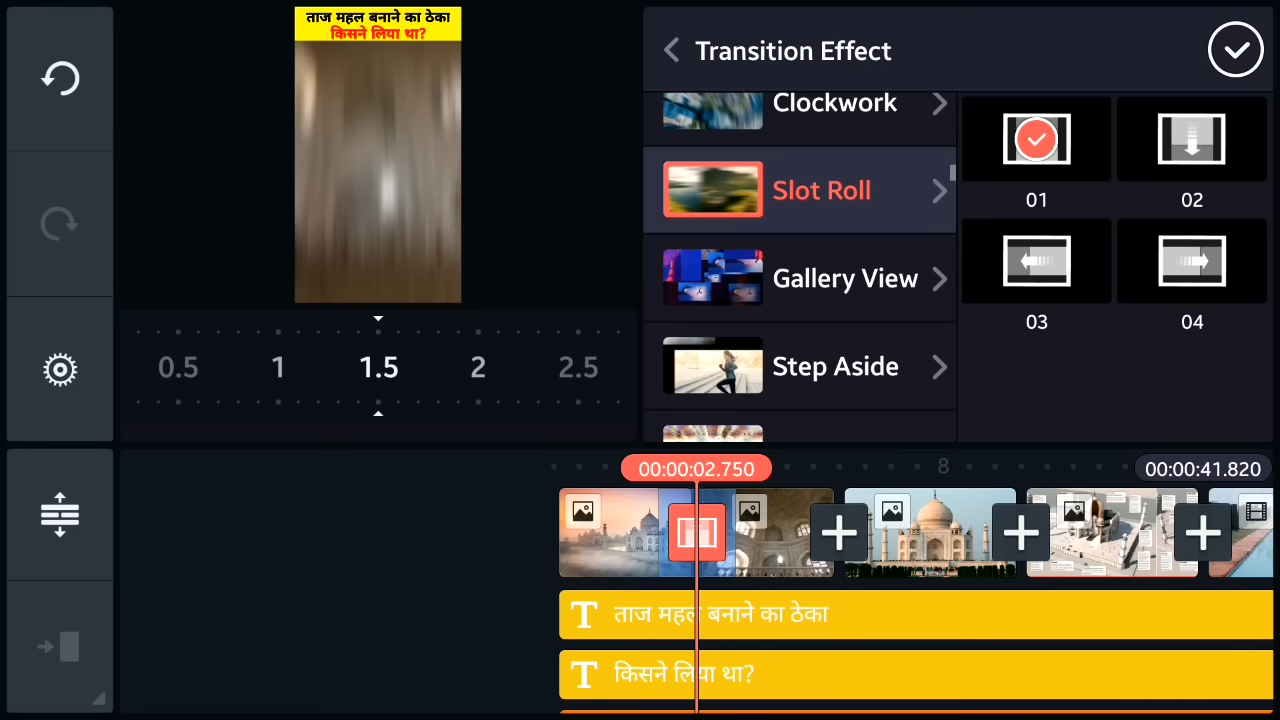 ताज महल बनाने का ठेका
किसने लिया था?
Transition Effect
Clockwork
Slot Roll
Gallery View
Step Aside
01
02
03
04
0.5
1
1.5
2
2.5
00:00:02.750
8
00:00:41.820
T ताज महल बनाने का ठेका
T किसने लिया था?